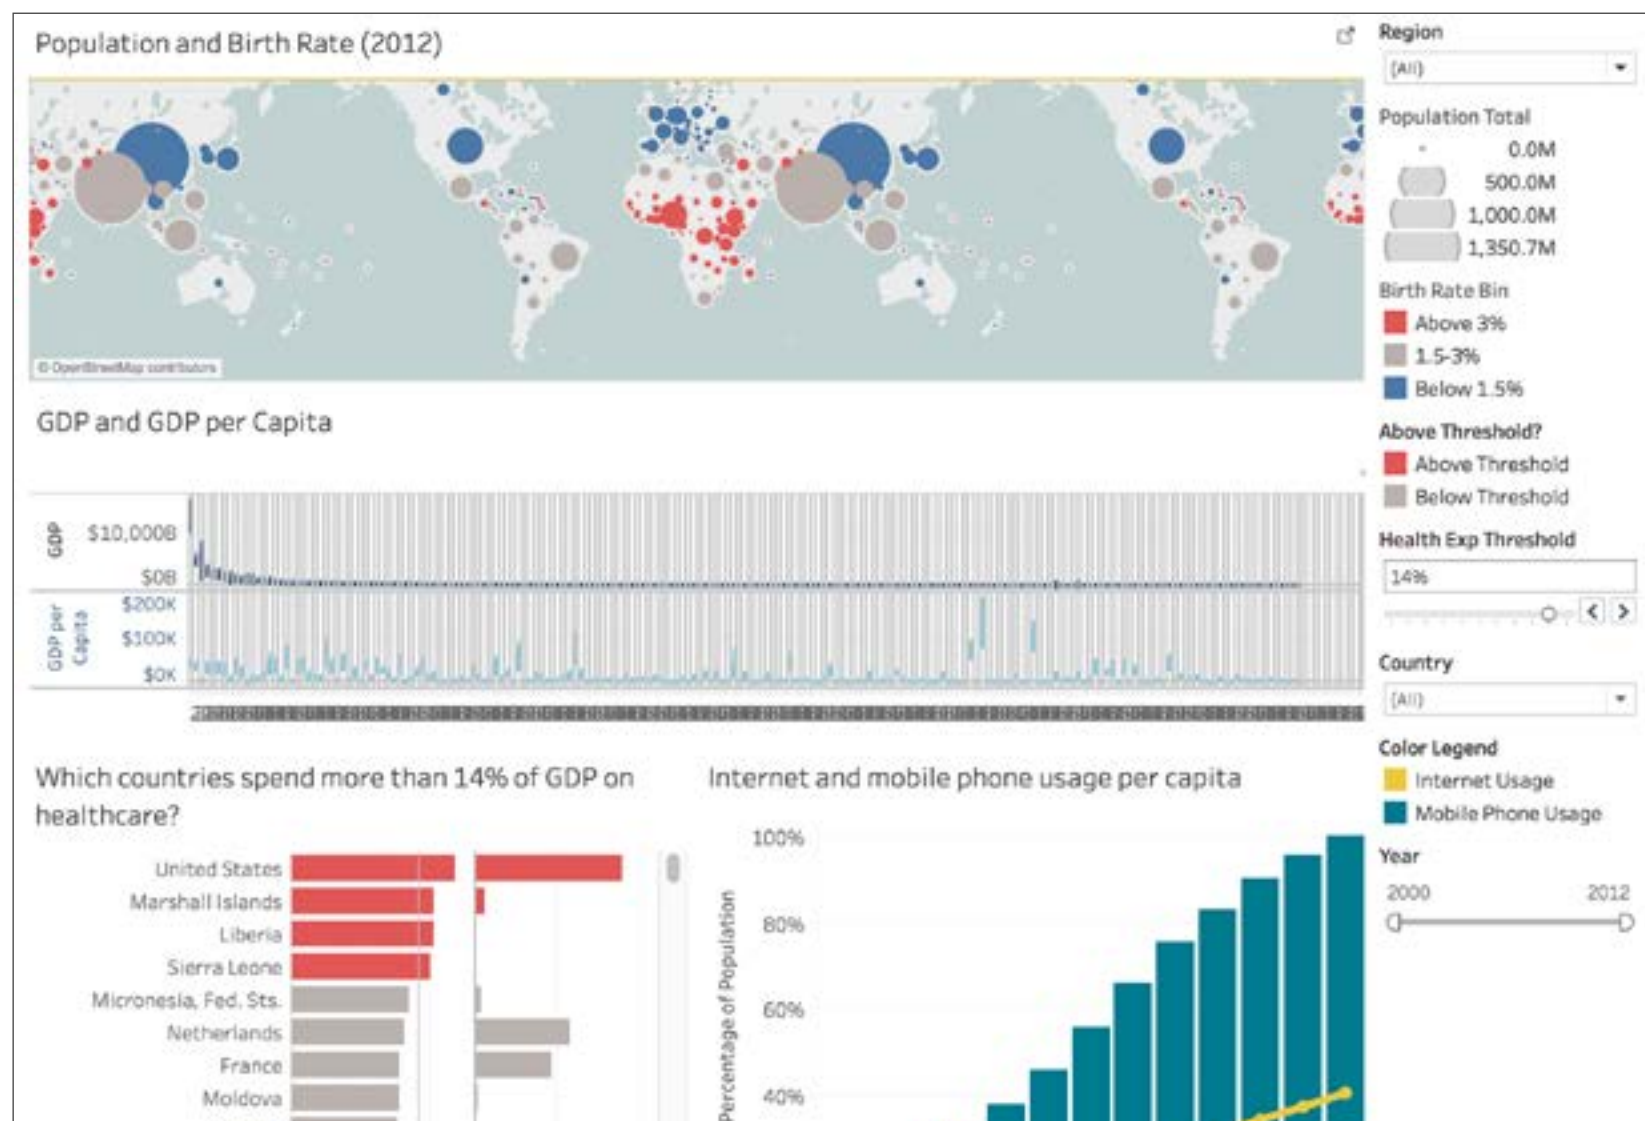 Population and Birth Rate (2012)
© OpenStreetMap contributors
GDP and GDP per Capita
GDP
$10,000B
$0B
GDP per
Capita
$200K
$100K
$0K
Which countries spend more than 14% of GDP on
healthcare?
United States
Marshall Islands
Liberia
Sierra Leone
Micronesia, Fed. Sts.
Netherlands
France
Moldova
Internet and mobile phone usage per capita
Percentage of Population
100%
80%
60%
40%
Region
(All)
Population Total
0.0M
500.0M
1,000.0M
1,350.7M
Birth Rate Bin
Above 3%
1.5-3%
Below 1.5%
Above Threshold?
Above Threshold
Below Threshold
Health Exp Threshold
14%
Country
(All)
Color Legend
Internet Usage
Mobile Phone Usage
Year
2000 2012